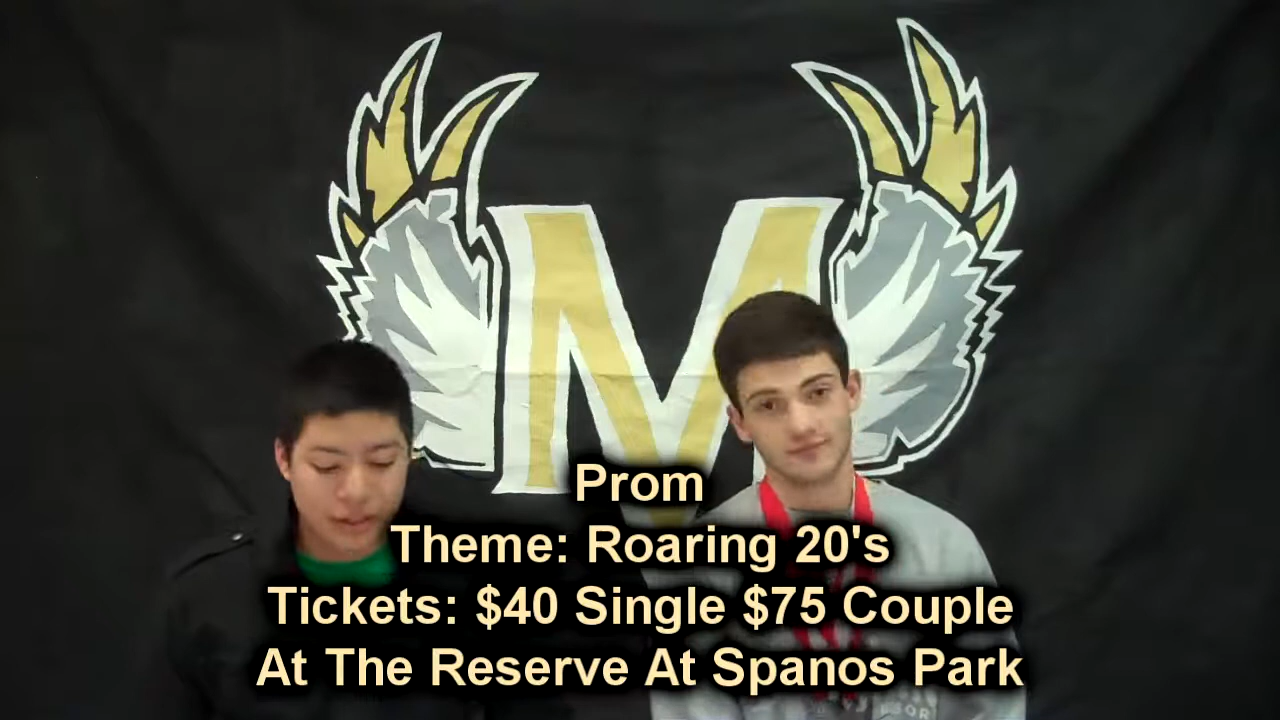 M
Prom
Theme: Roaring 20's
Tickets: $40 Single $75 Couple
At The Reserve At Spanos Park